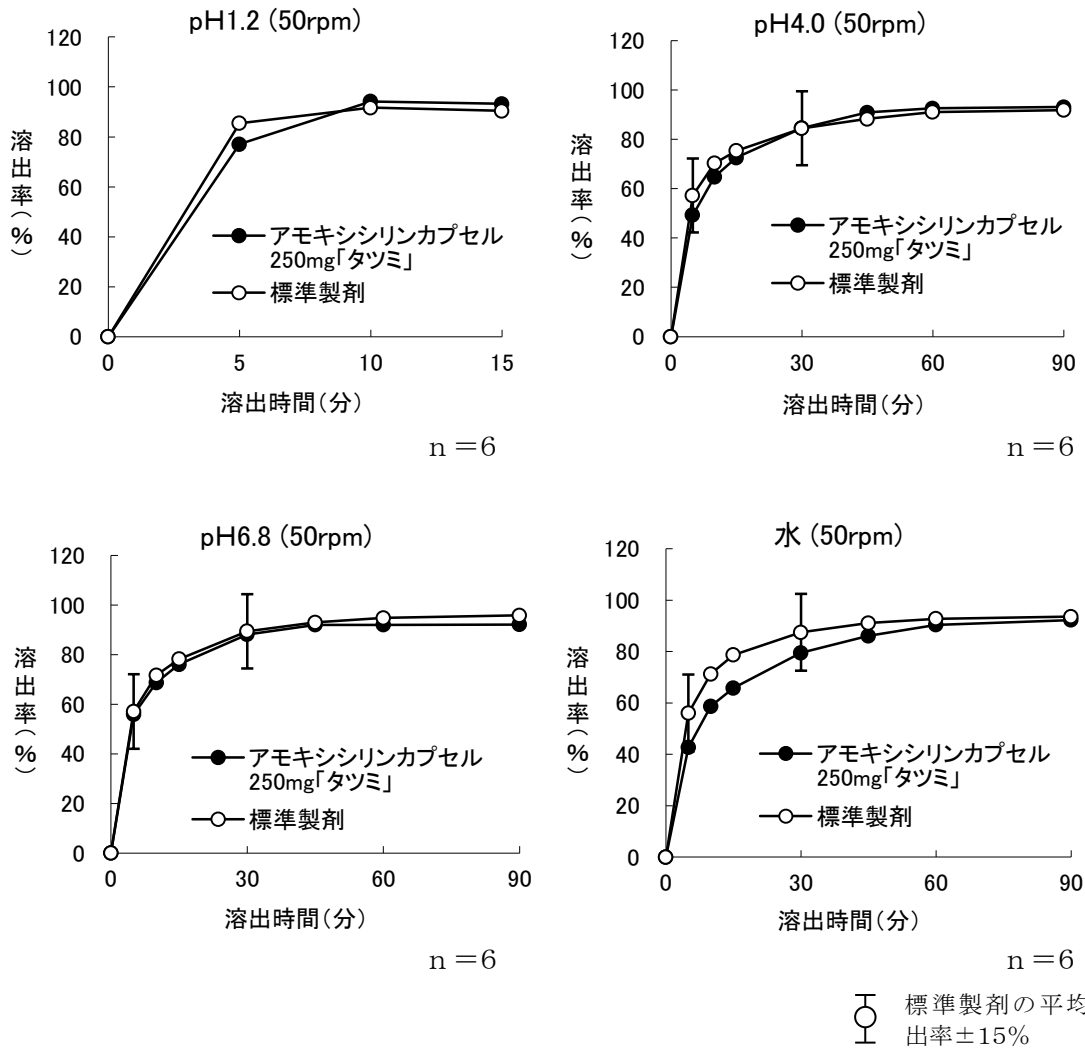 pH1.2 (50rpm)
120
100
80
60
40
20
0
溶出率(%)
アモキシシリンカプセル
250mg「タツミ」
標準製剤
0 5 10 15
溶出時間(分)
n=6
pH4.0 (50rpm)
120
100
80
60
40
20
0
溶出率(%)
アモキシシリンカプセル
250mg「タツミ」
標準製剤
0 30 60 90
溶出時間(分)
n=6
pH6.8 (50rpm)
120
100
80
60
40
20
0
溶出率(%)
アモキシシリンカプセル
250mg「タツミ」
標準製剤
0 30 60 90
溶出時間(分)
n=6
水 (50rpm)
120
100
80
60
40
20
0
溶出率(%)
アモキシシリンカプセル
250mg「タツミ」
標準製剤
0 30 60 90
溶出時間(分)
n=6
標準製剤の平均
出率±15%